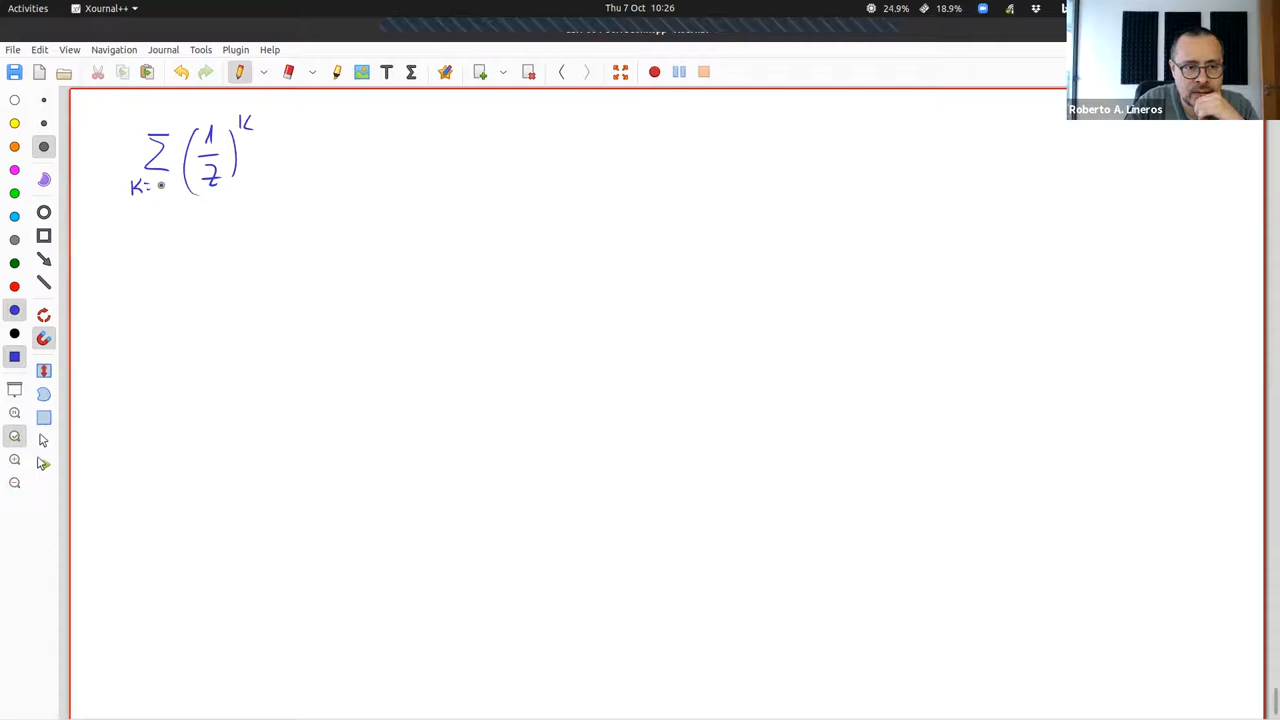 Activities Xournal++ Thu 7 Oct 10:26 24.9% 18.9%
File Edit View Navigation Journal Tools Plugin Help
Roberto A. Lineros
K
Σ (1/2)
K=